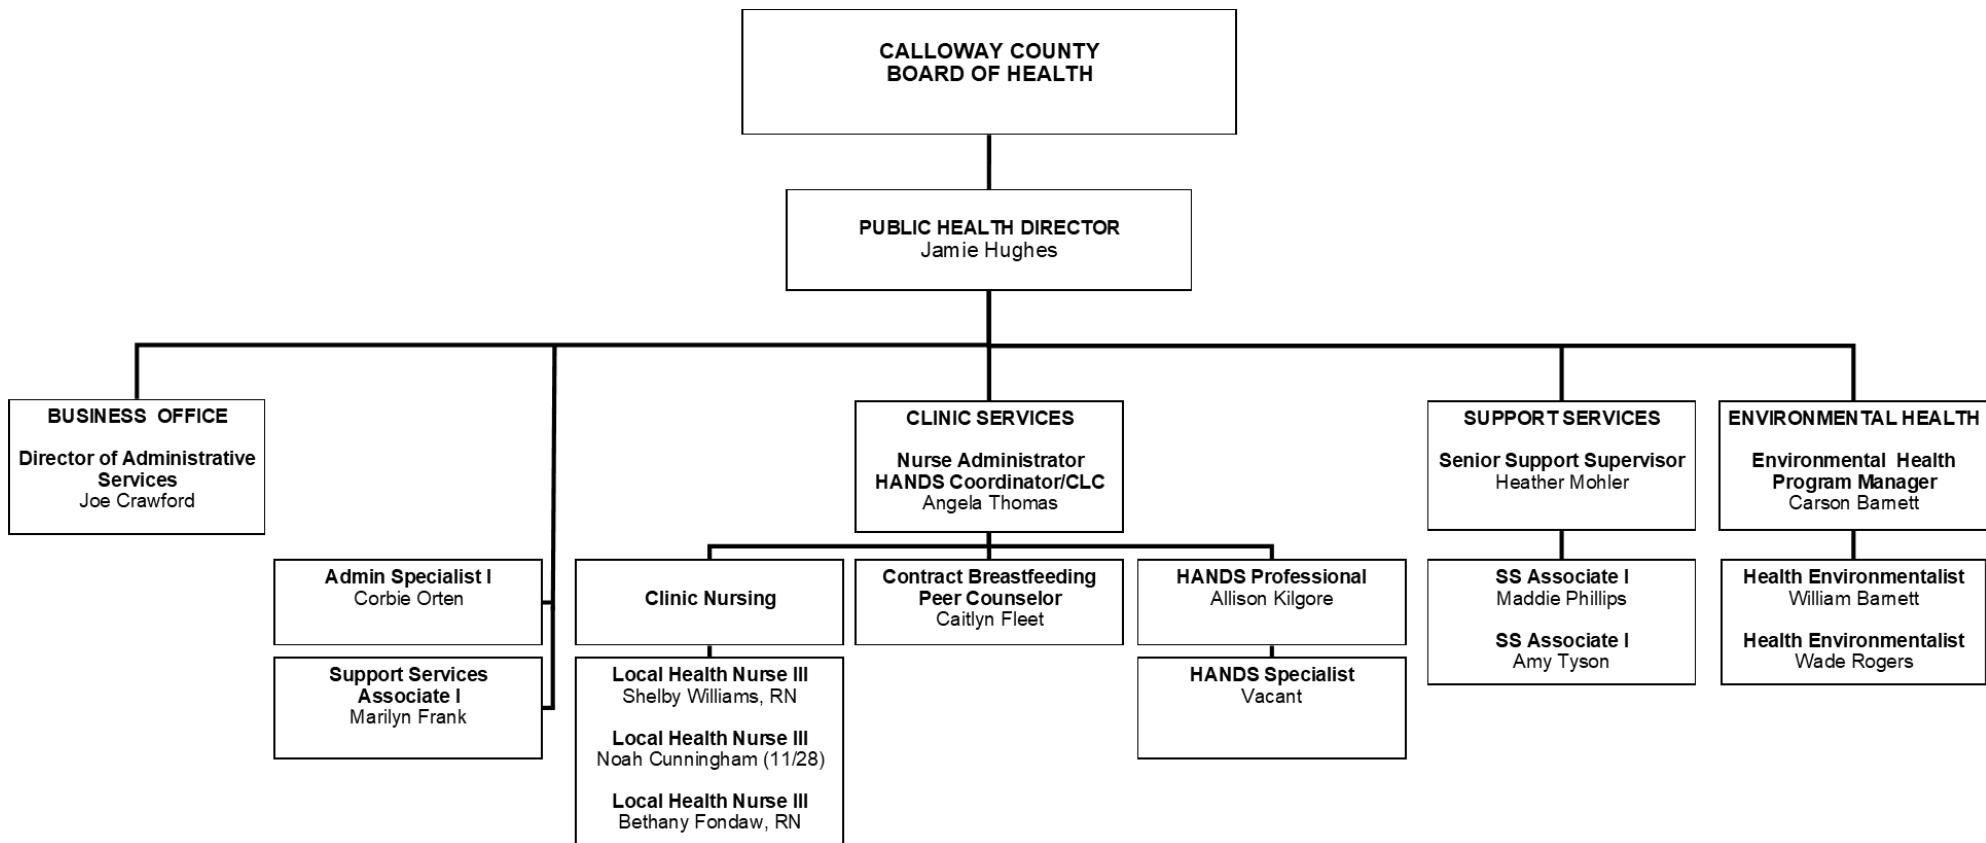 CALLOWAY COUNTY
BOARD OF HEALTH
PUBLIC HEALTH DIRECTOR
Jamie Hughes
BUSINESS OFFICE
Director of Administrative
Services
Joe Crawford
CLINIC SERVICES
Nurse Administrator
HANDS Coordinator/CLC
Angela Thomas
SUPPORT SERVICES
Senior Support Supervisor
Heather Mohler
ENVIRONMENTAL HEALTH
Environmental Health
Program Manager
Carson Barnett
Admin Specialist I
Corbie Orten
Support Services
Associate I
Marilyn Frank
Clinic Nursing
Local Health Nurse III
Shelby Williams, RN
Local Health Nurse III
Noah Cunningham (11/28)
Local Health Nurse III
Bethany Fondaw, RN
Contract Breastfeeding
Peer Counselor
Caitlyn Fleet
HANDS Professional
Allison Kilgore
HANDS Specialist
Vacant
SS Associate I
Maddie Phillips
SS Associate I
Amy Tyson
Health Environmentalist
William Barnett
Health Environmentalist
Wade Rogers